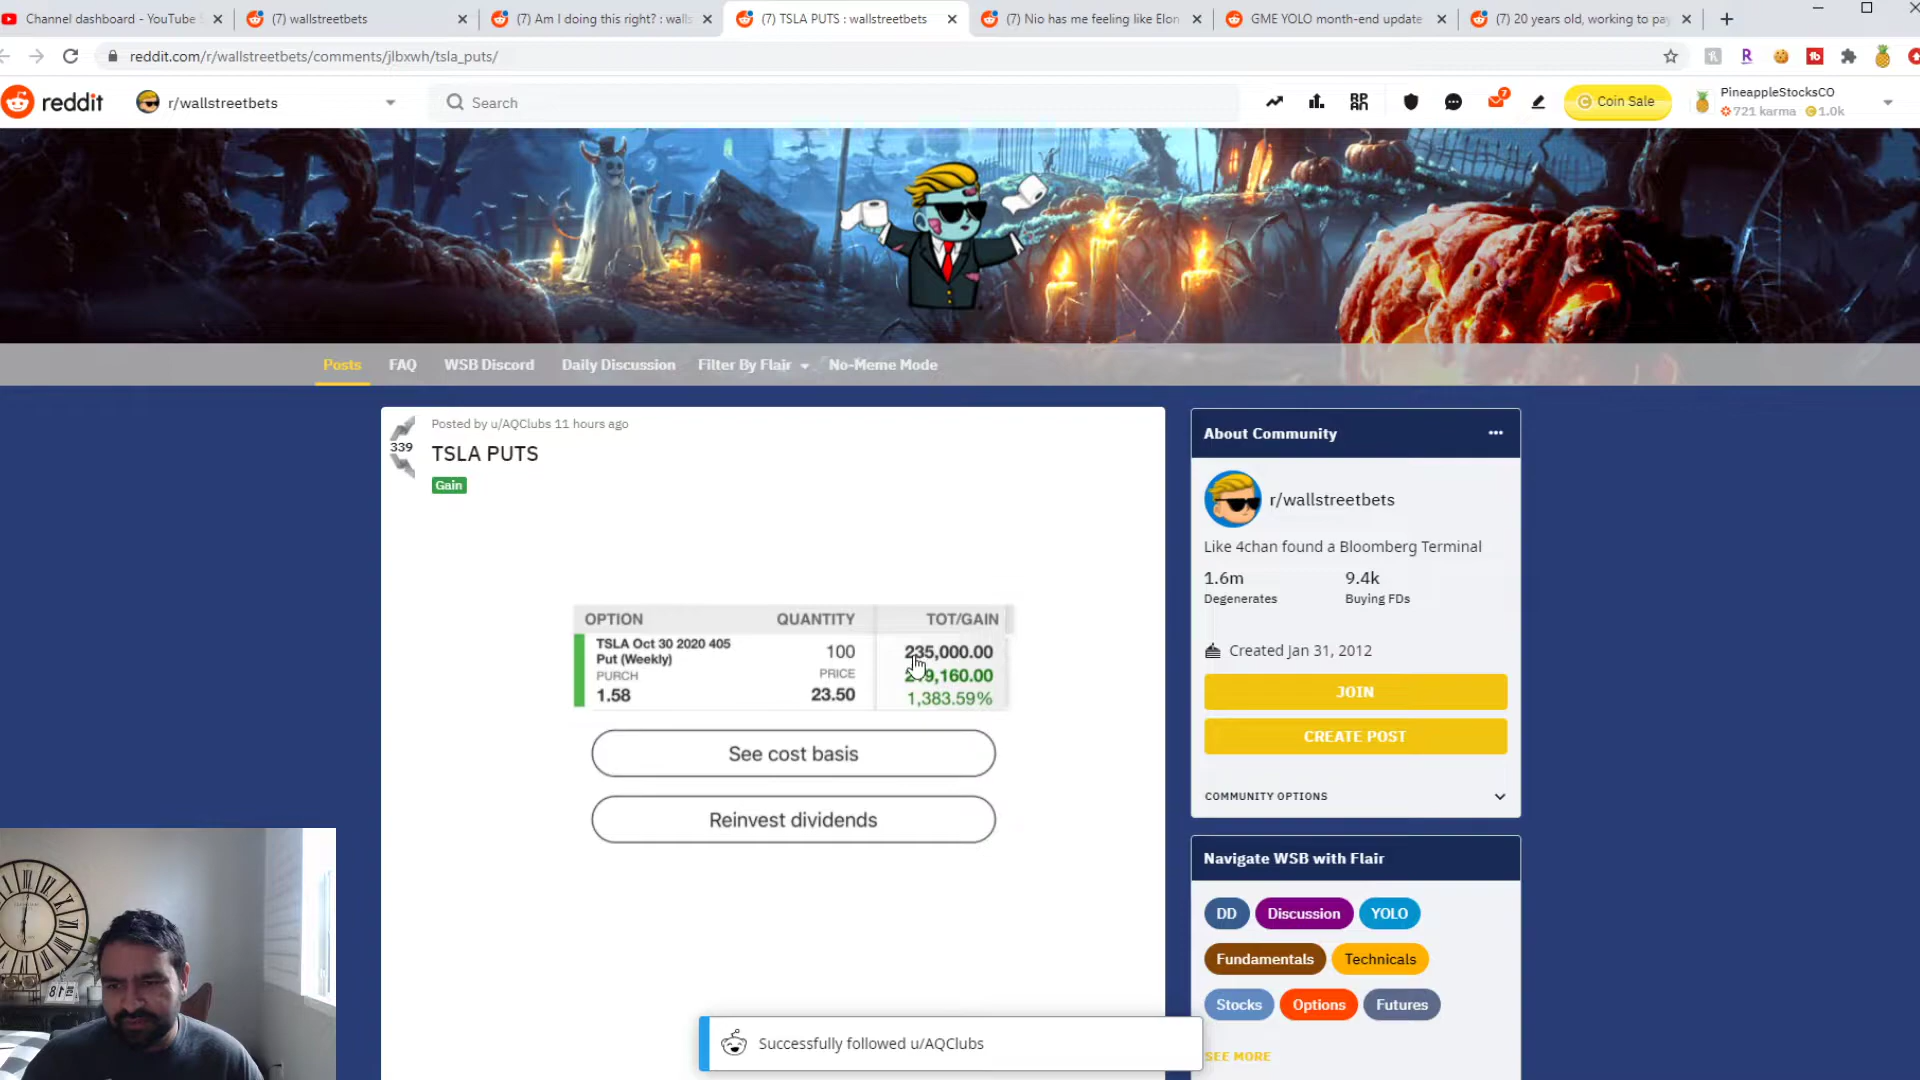 Channel dashboard - YouTube
(7) wallstreetbets
(7) Am I doing this right? : walls
(7) TSLA PUTS : wallstreetbets
(7) Nio has me feeling like Elon
GME YOLO month-end update
(7) 20 years old, working to pay
reddit.com/r/wallstreetbets/comments/jlbxwh/tsla_puts/
reddit
r/wallstreetbets
Search
7
Coin Sale
PineappleStocksCO
721 karma 1.0k
Posts
FAQ
WSB Discord
Daily Discussion
Filter By Flair
No-Meme Mode
Posted by u/AQClubs 11 hours ago
339
TSLA PUTS
Gain
OPTION QUANTITY TOT/GAIN
TSLA Oct 30 2020 405 100 235,000.00
Put (Weekly)
PURCH PRICE 219,160.00
1.58 23.50 1,383.59%
See cost basis
Reinvest dividends
About Community
r/wallstreetbets
Like 4chan found a Bloomberg Terminal
1.6m 9.4k
Degenerates Buying FDs
Created Jan 31, 2012
JOIN
CREATE POST
COMMUNITY OPTIONS
Navigate WSB with Flair
DD Discussion YOLO
Fundamentals Technicals
Stocks Options Futures
SEE MORE
Successfully followed u/AQClubs